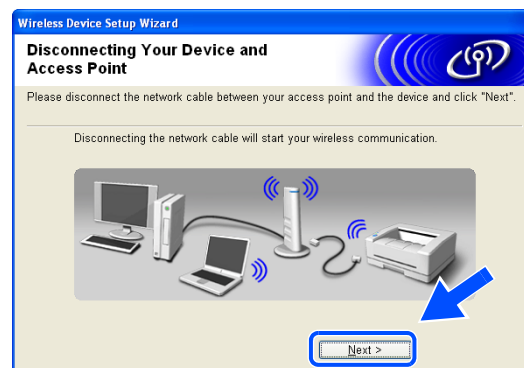 Wireless Device Setup Wizard
Disconnecting Your Device and
Access Point
Please disconnect the network cable between your access point and the device and click "Next".
Disconnecting the network cable will start your wireless communication.
Next >